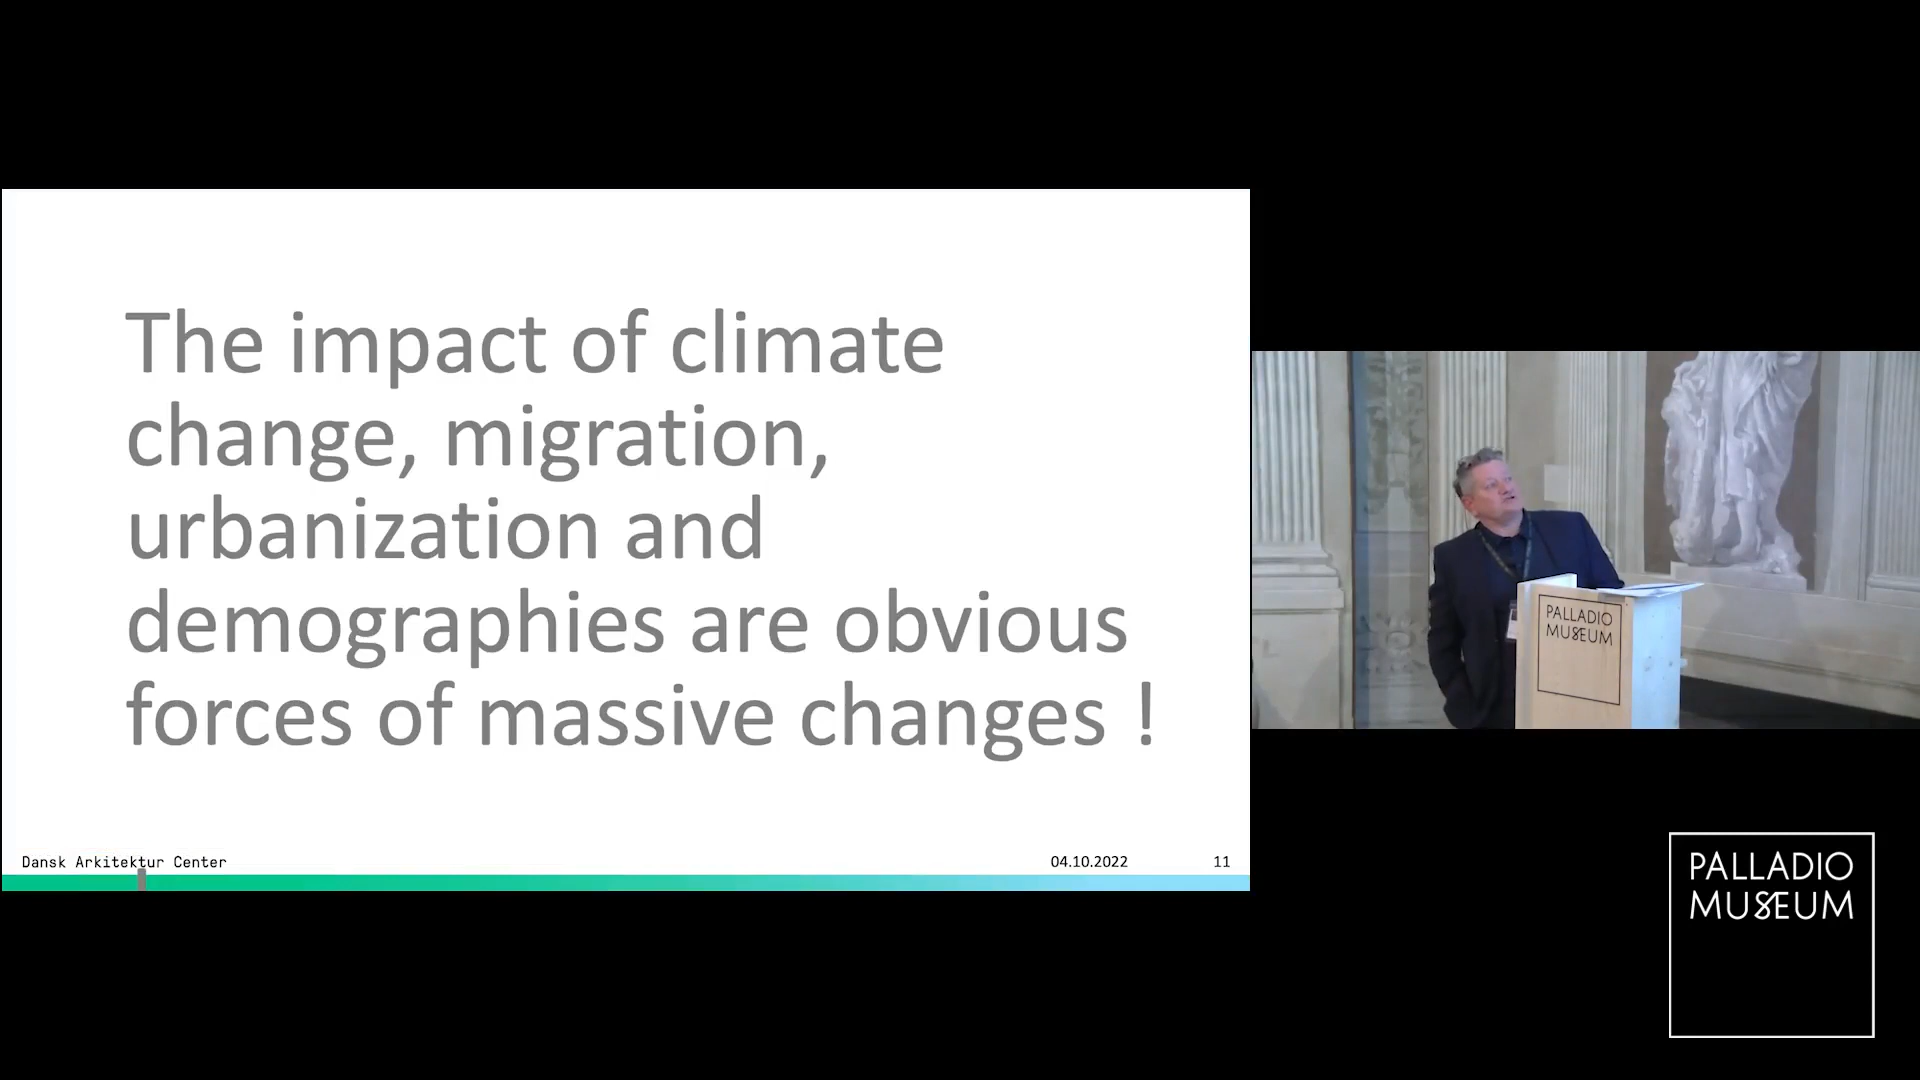 The impact of climate
change, migration,
urbanization and
demographies are obvious
forces of massive changes !
Dansk Arkitektur Center
04.10.2022
11
PALLADIO
MUSEUM
PALLADIO
MUSEUM